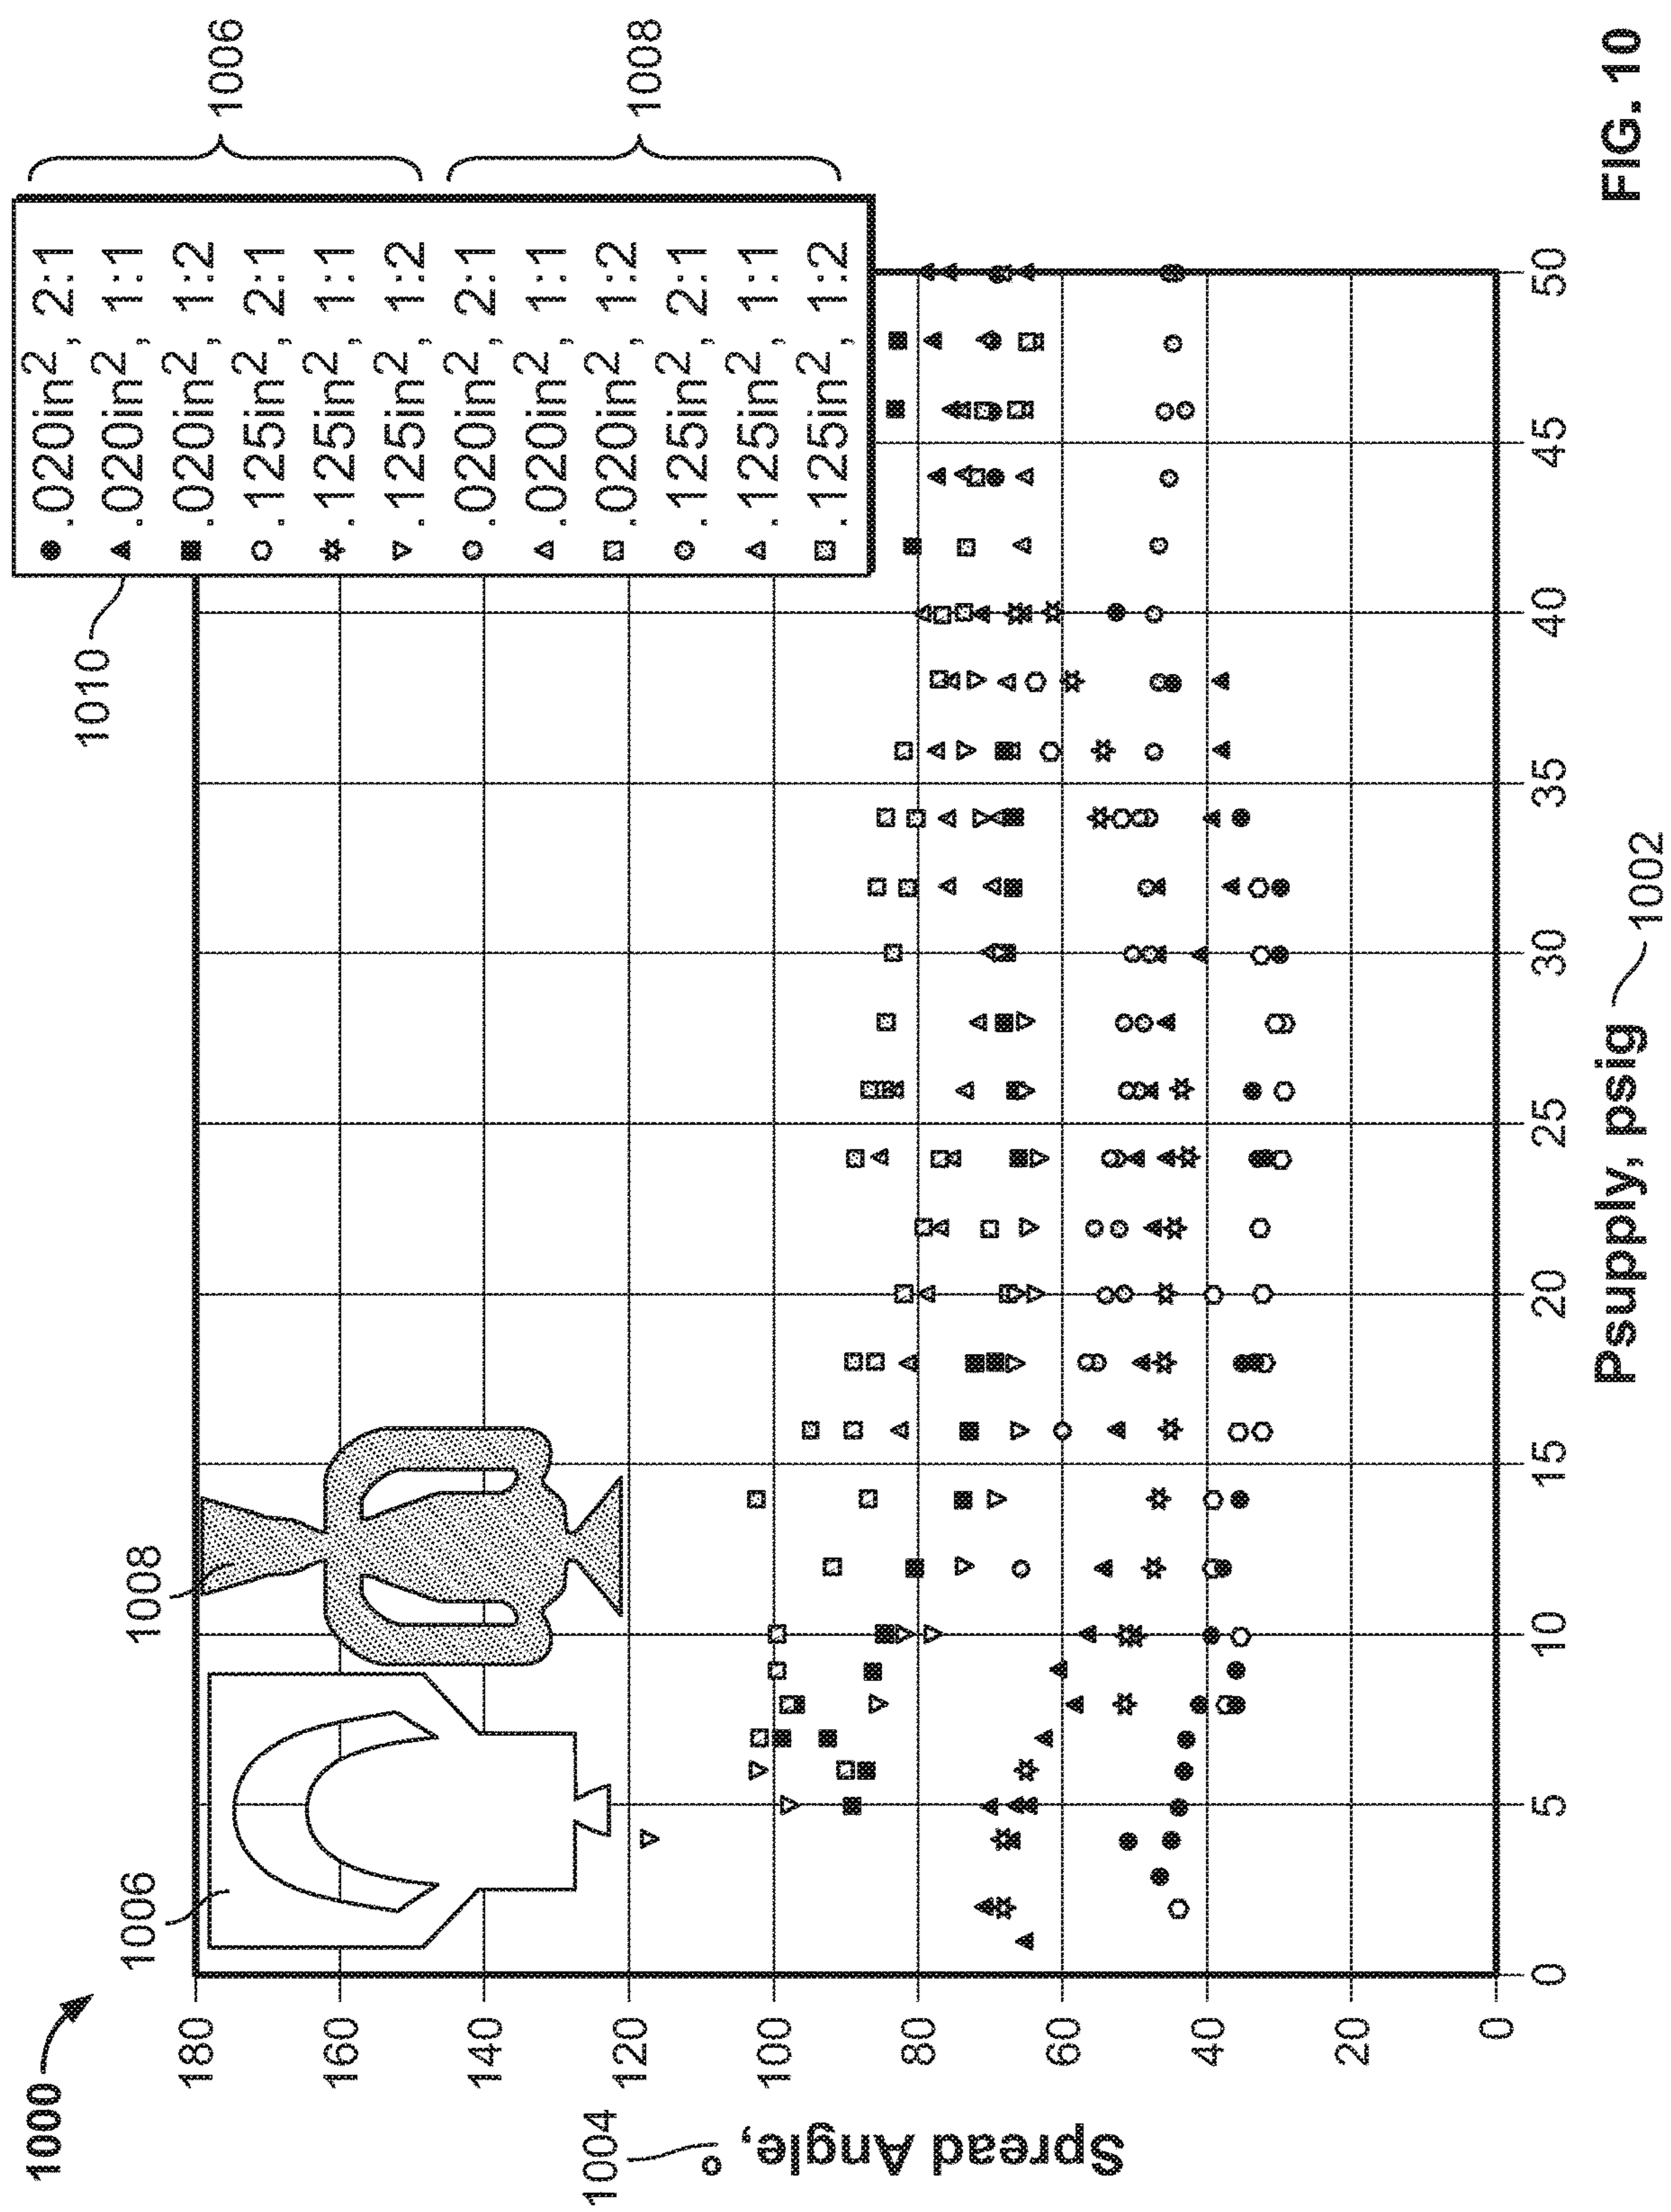 1000
180
160
140
120
100
80
60
40
20
0
Spread Angle, °
1004
0
5
10
15
20
25
30
35
40
45
50
Psupply, psig
1002
1006
1008
1010
.020in², 2:1
.020in², 1:1
.020in², 1:2
.125in², 2:1
.125in², 1:1
.125in², 1:2
.020in², 2:1
.020in², 1:1
.020in², 1:2
.125in², 2:1
.125in², 1:1
.125in², 1:2
1006
1008
FIG. 10